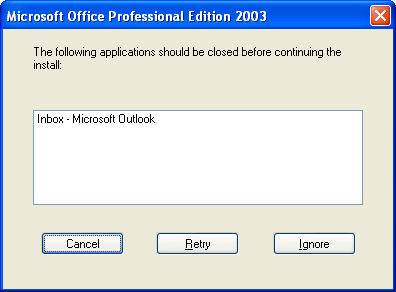 Microsoft Office Professional Edition 2003
The following applications should be closed before continuing the
install:
Inbox - Microsoft Outlook
Cancel Retry Ignore